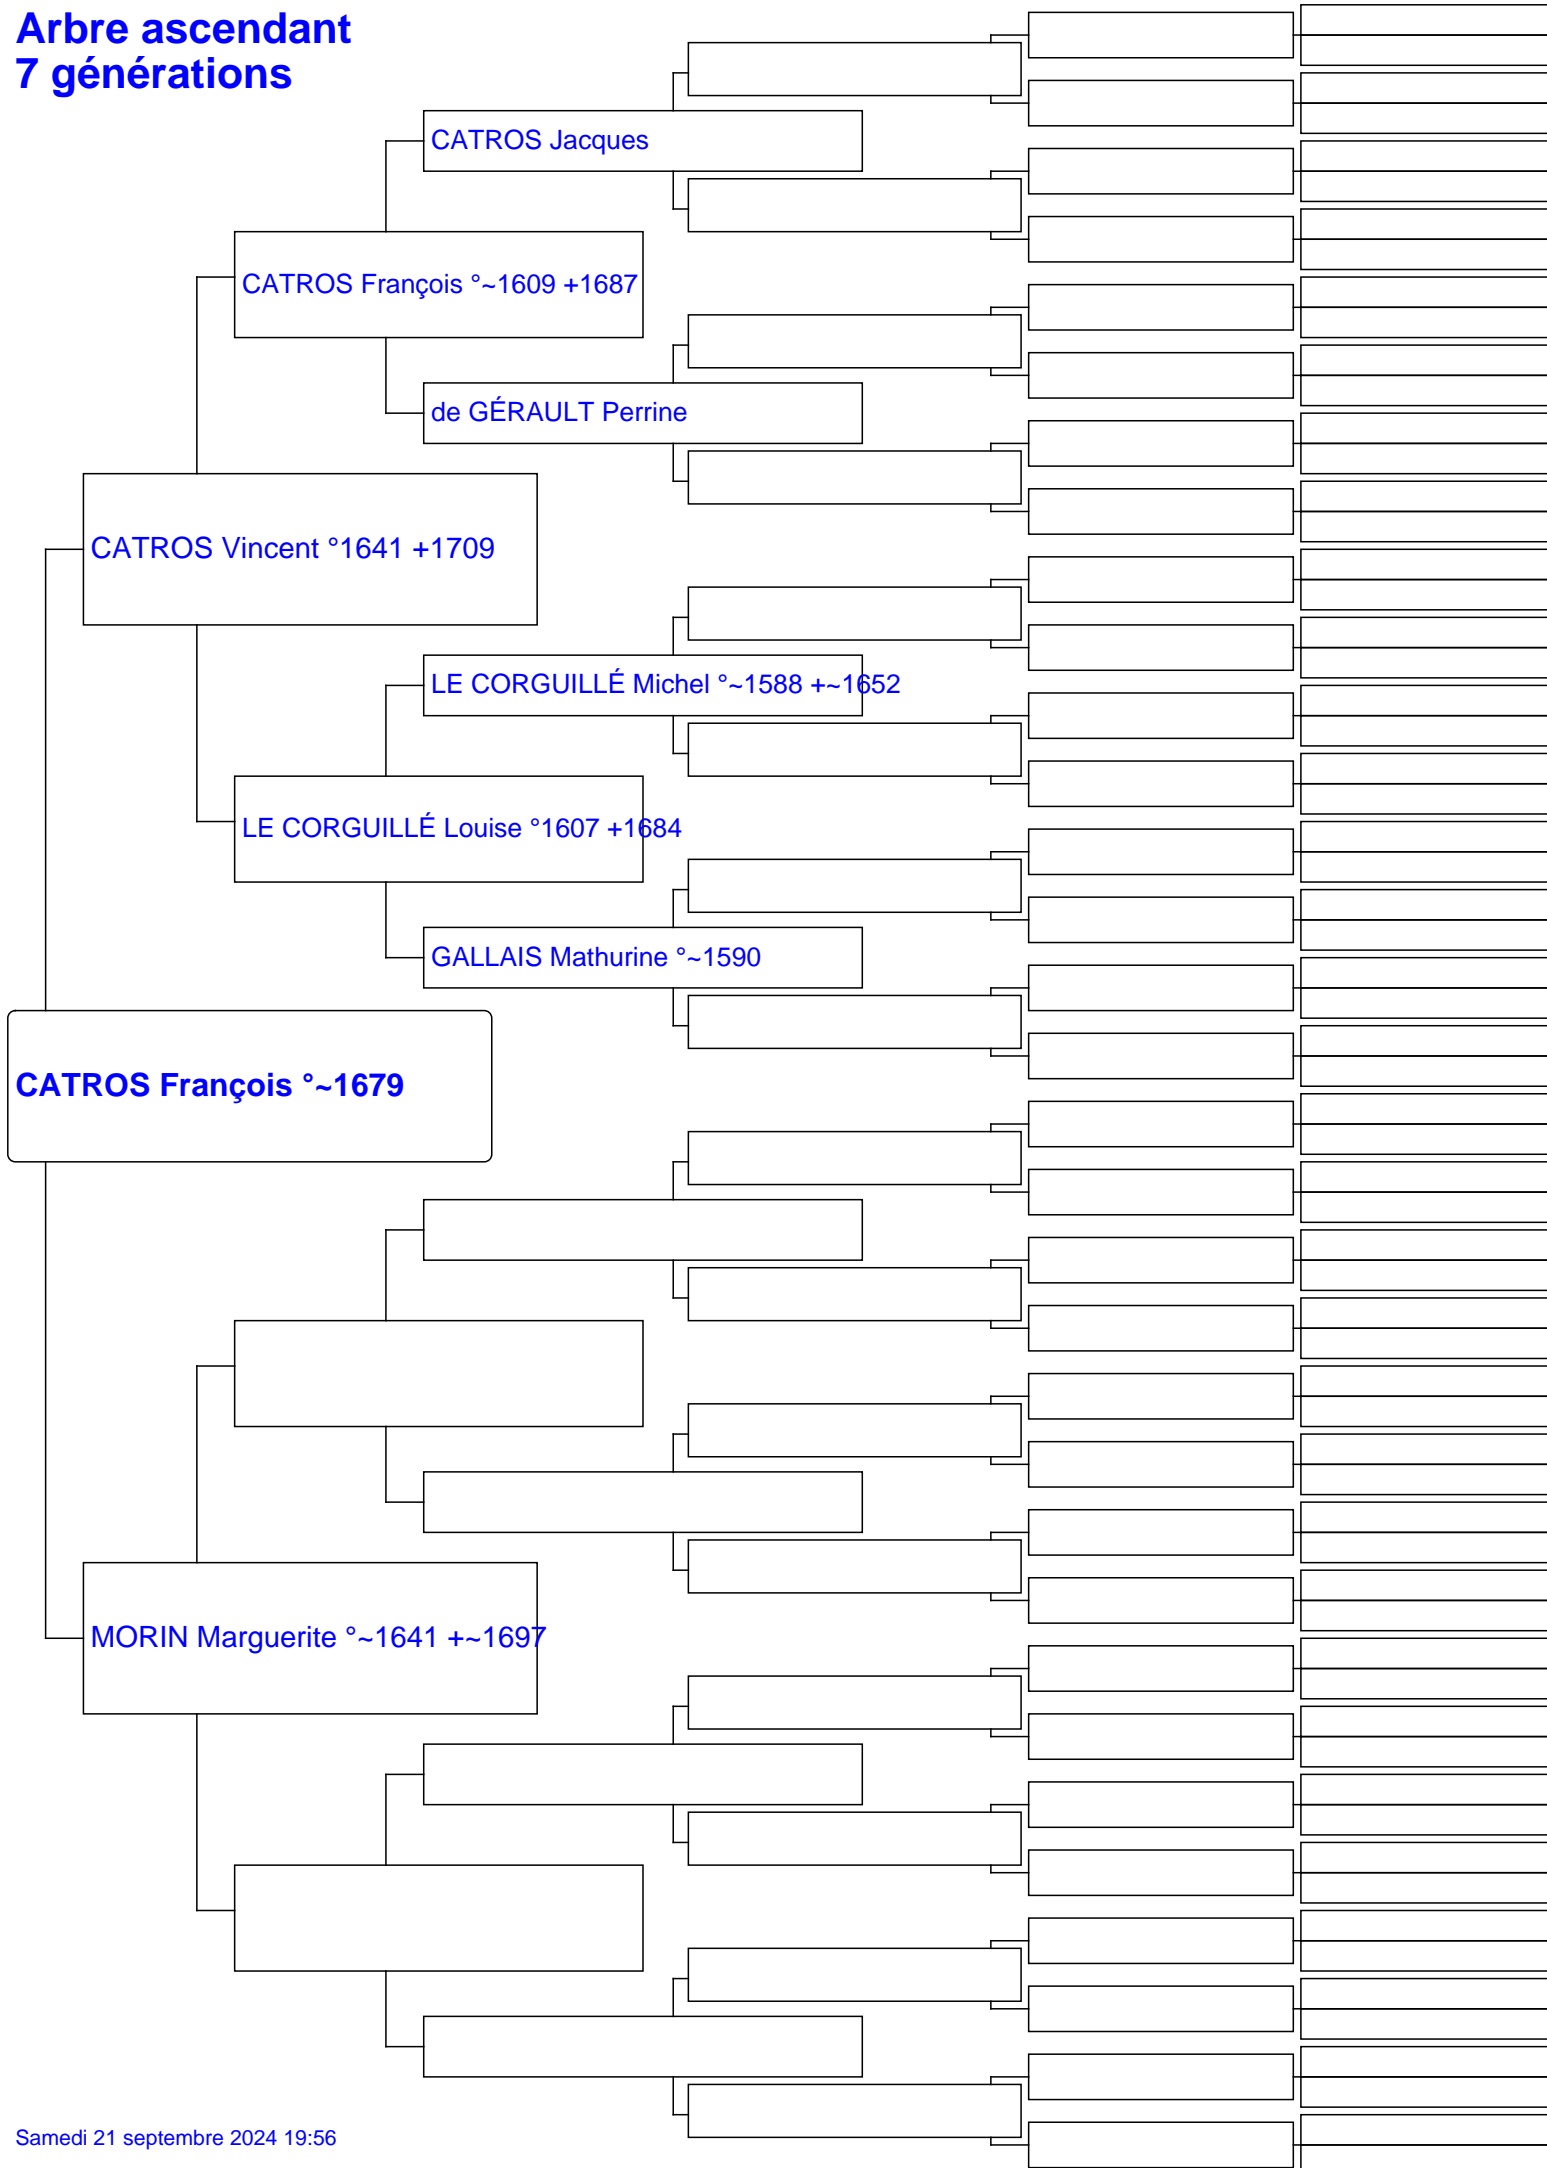 Arbre ascendant
7 générations
CATROS Jacques
CATROS François °~1609 +1687
de GÉRAULT Perrine
CATROS Vincent °1641 +1709
LE CORGUILLÉ Michel °~1588 +~1652
LE CORGUILLÉ Louise °1607 +1684
GALLAIS Mathurine °~1590
CATROS François °~1679
MORIN Marguerite °~1641 +~1697
Samedi 21 septembre 2024 19:56